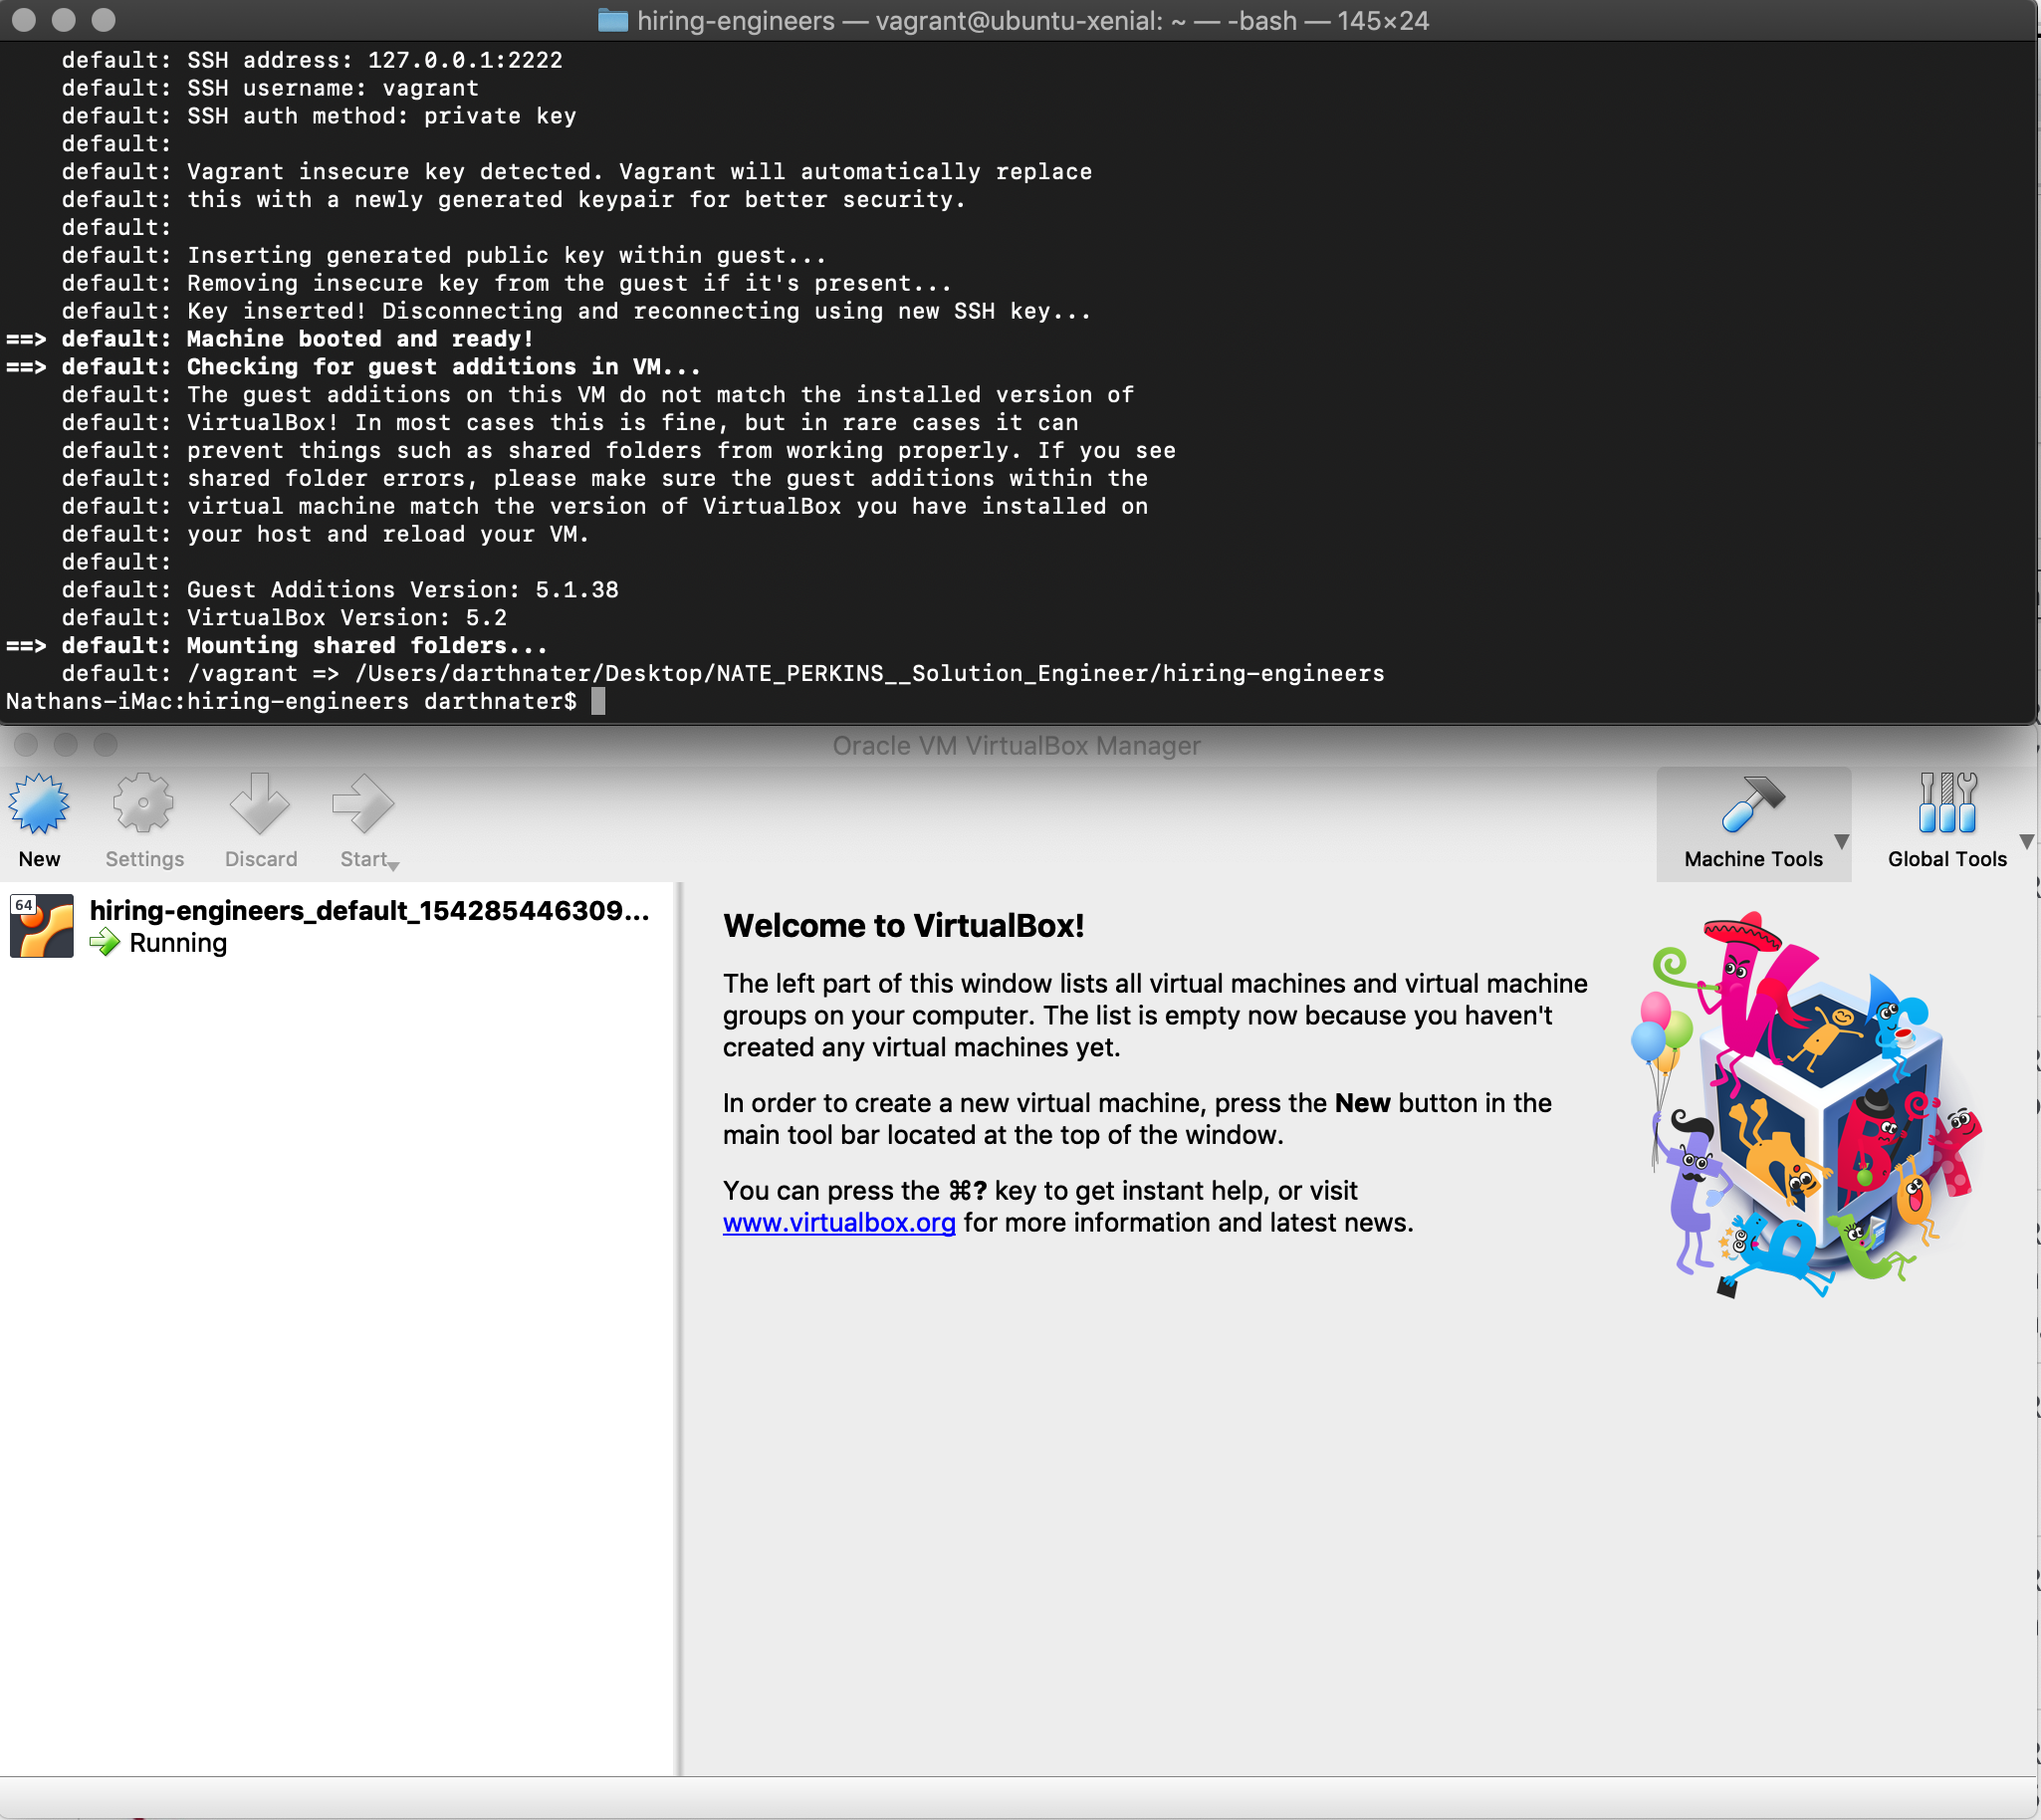 hiring-engineers — vagrant@ubuntu-xenial: ~ — -bash — 145×24
default: SSH address: 127.0.0.1:2222
default: SSH username: vagrant
default: SSH auth method: private key
default:
default: Vagrant insecure key detected. Vagrant will automatically replace
default: this with a newly generated keypair for better security.
default:
default: Inserting generated public key within guest...
default: Removing insecure key from the guest if it's present...
default: Key inserted! Disconnecting and reconnecting using new SSH key...
==> default: Machine booted and ready!
==> default: Checking for guest additions in VM...
default: The guest additions on this VM do not match the installed version of
default: VirtualBox! In most cases this is fine, but in rare cases it can
default: prevent things such as shared folders from working properly. If you see
default: shared folder errors, please make sure the guest additions within the
default: virtual machine match the version of VirtualBox you have installed on
default: your host and reload your VM.
default:
default: Guest Additions Version: 5.1.38
default: VirtualBox Version: 5.2
==> default: Mounting shared folders...
default: /vagrant => /Users/darthnater/Desktop/NATE_PERKINS__Solution_Engineer/hiring-engineers
Nathans-iMac:hiring-engineers darthnater$
Oracle VM VirtualBox Manager
New Settings Discard Start Machine Tools Global Tools
64 hiring-engineers_default_154285446309...
Running
Welcome to VirtualBox!
The left part of this window lists all virtual machines and virtual machine
groups on your computer. The list is empty now because you haven't
created any virtual machines yet.
In order to create a new virtual machine, press the New button in the
main tool bar located at the top of the window.
You can press the ⌘? key to get instant help, or visit
www.virtualbox.org for more information and latest news.